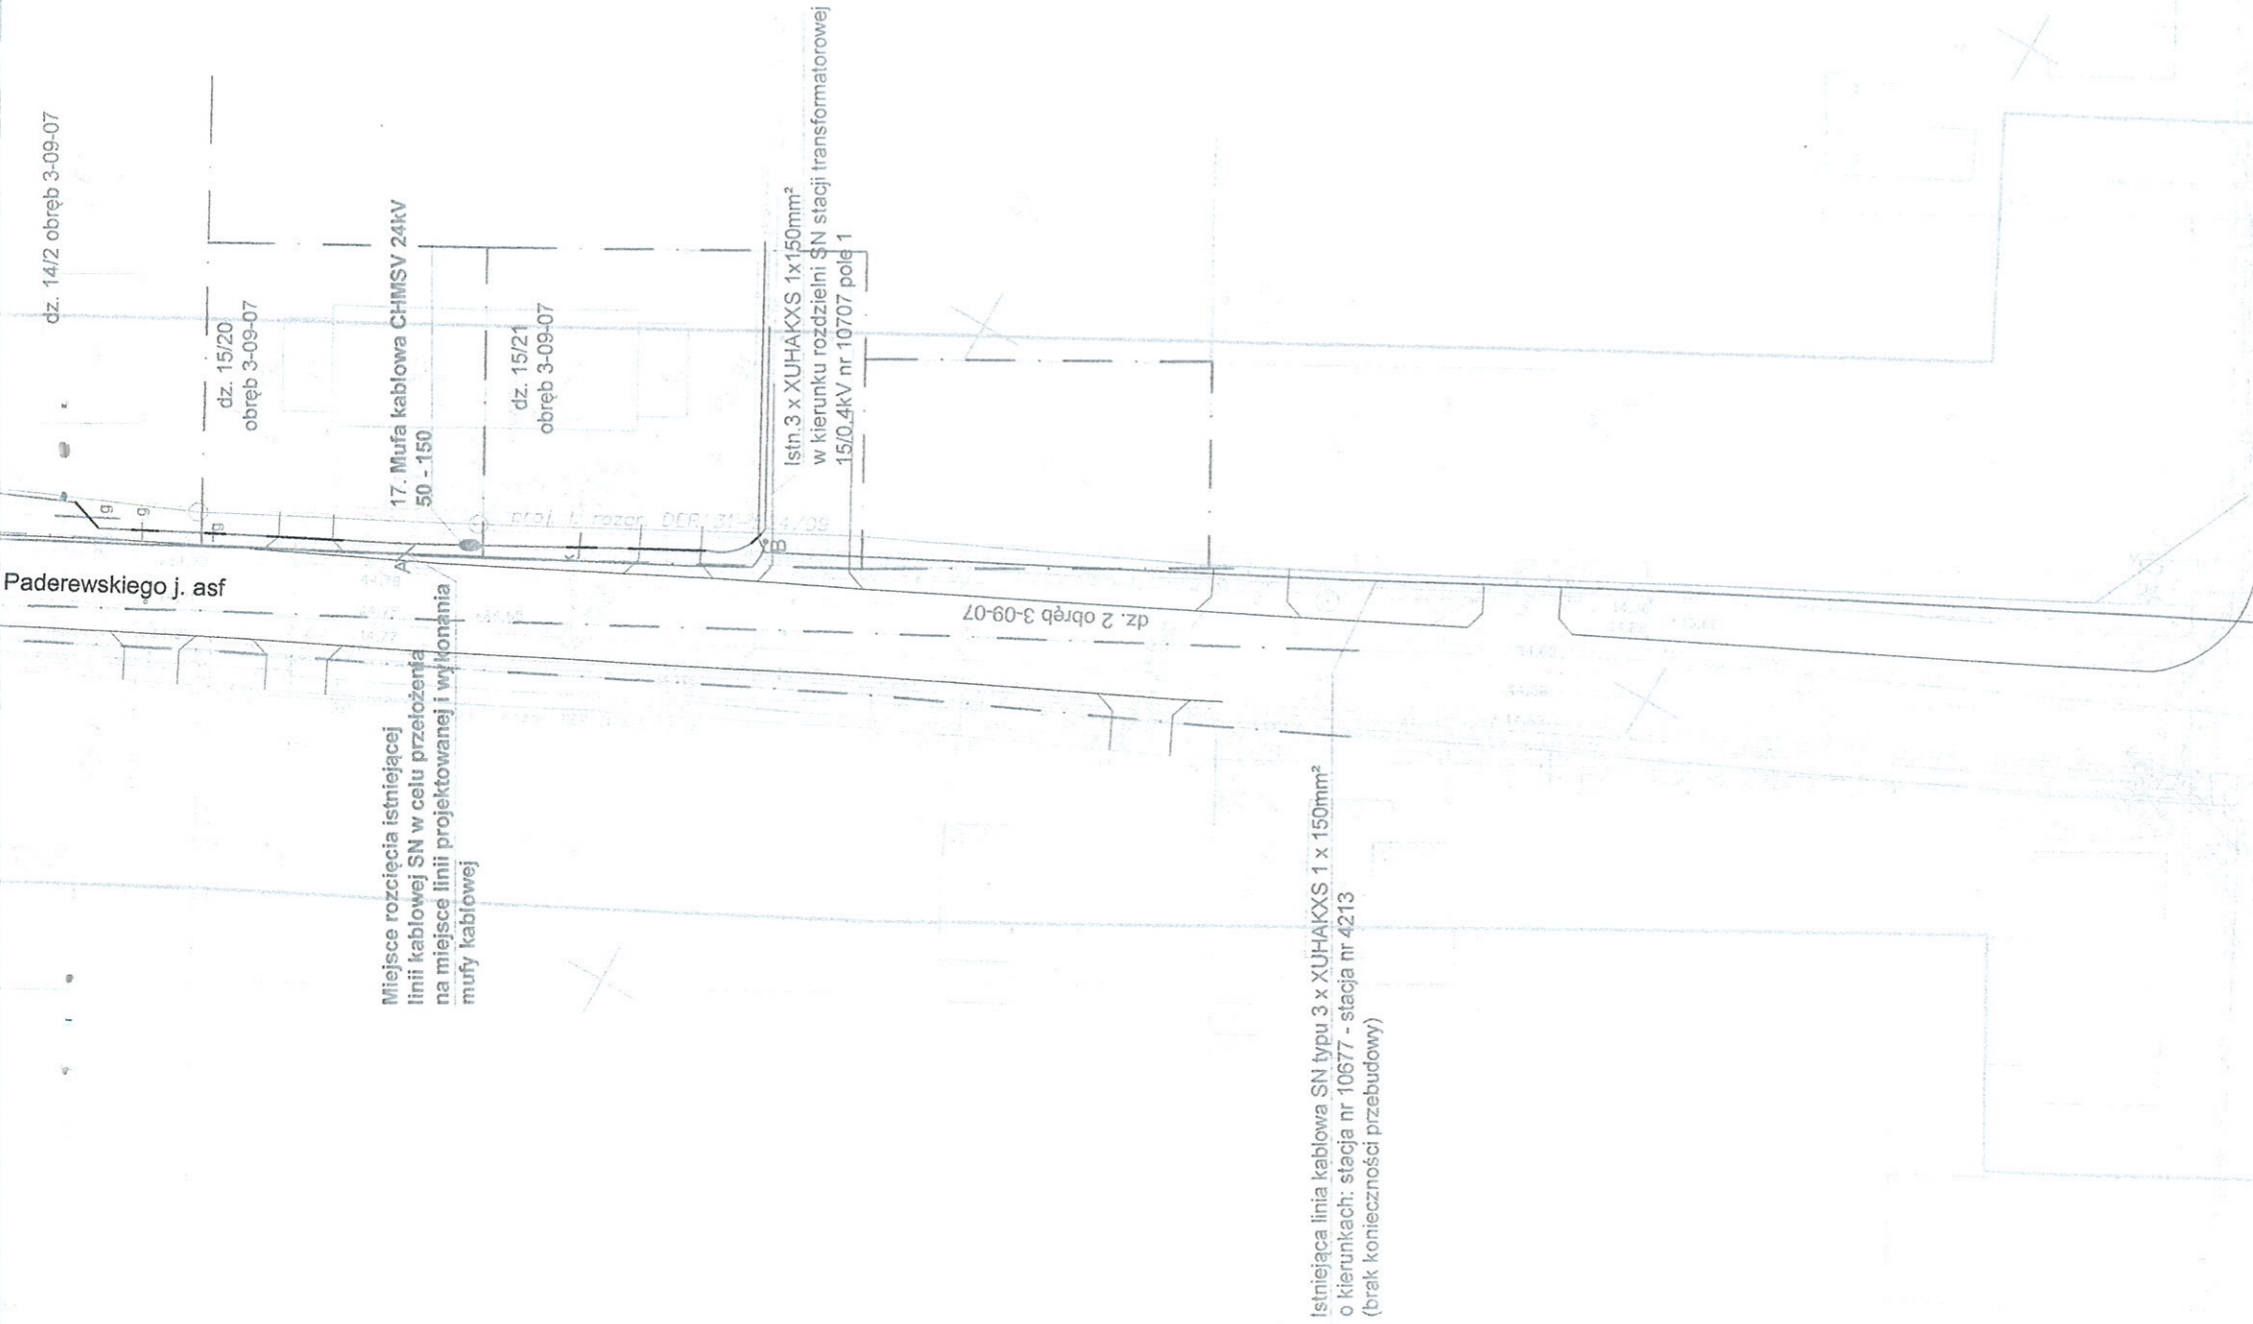 dz. 14/2 obręb 3-09-07
dz. 15/20
obręb 3-09-07
17. Mufa kablowa CHMSV 24kV
50 - 150
dz. 15/21
obręb 3-09-07
Istn.3 x XUHAKXS 1x150mm²
w kierunku rozdzielni SN stacji transformatorowej
15/0,4kV nr 10707 pole 1
g
g
g
k
A
B
Paderewskiego j. asf
dz. 2 obręb 3-09-07
Miejsce rozcięcia istniejącej
linii kablowej SN w celu przełożenia
na miejsce linii projektowanej i wykonania
mufy kablowej
Istniejąca linia kablowa SN typu 3 x XUHAKXS 1 x 150mm²
o kierunkach: stacja nr 10677 - stacja nr 4213
(brak konieczności przebudowy)